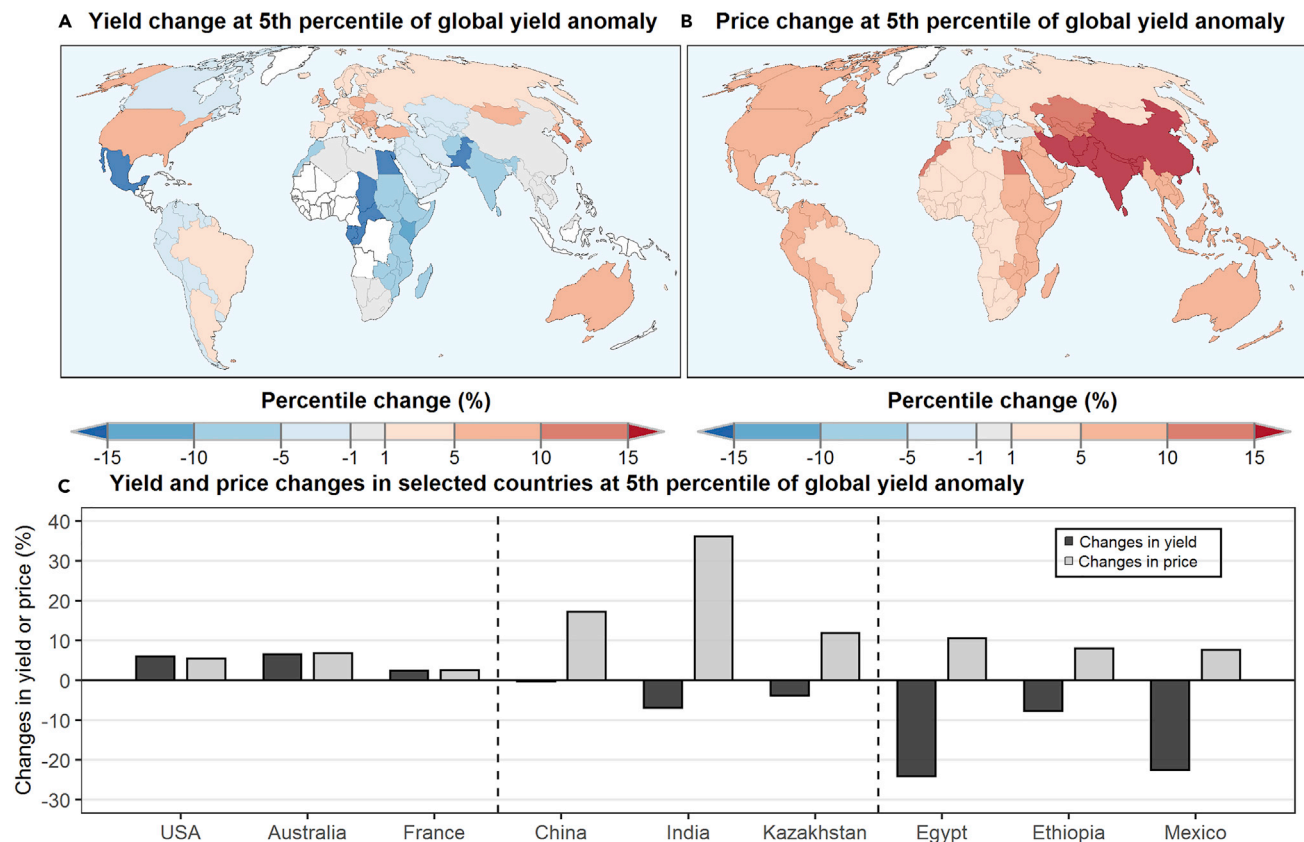 A Yield change at 5th percentile of global yield anomaly
B Price change at 5th percentile of global yield anomaly
Percentile change (%)
-15 -10 -5 -1 1 5 10 15
Percentile change (%)
-15 -10 -5 -1 1 5 10 15
C Yield and price changes in selected countries at 5th percentile of global yield anomaly
Changes in yield or price (%)
40
30
20
10
0
-10
-20
-30
Changes in yield
Changes in price
USA Australia France China India Kazakhstan Egypt Ethiopia Mexico